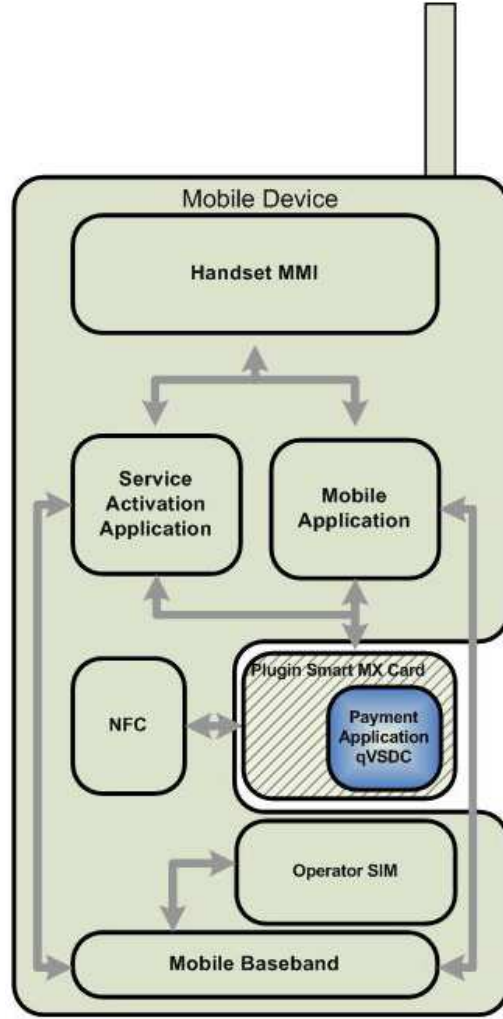 Mobile Device
Handset MMI
Service
Activation
Application
Mobile
Application
Plugin Smart MX Card
NFC
Payment
Application
qVSDC
Operator SIM
Mobile Baseband